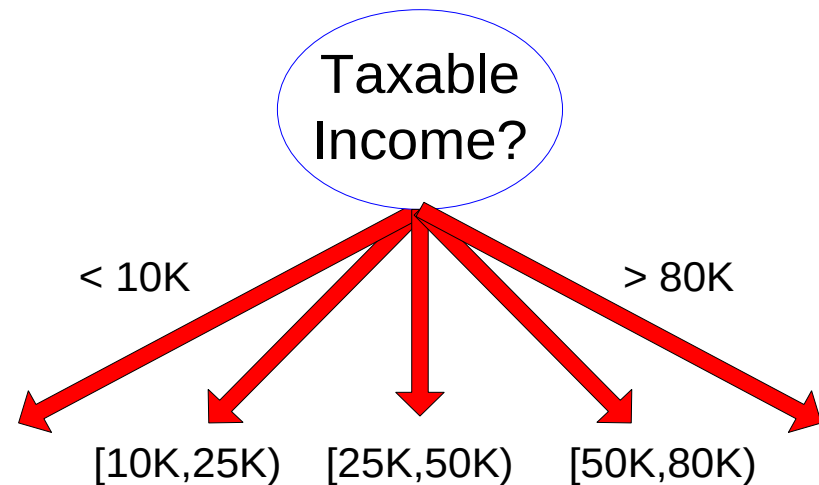 Taxable
Income?
< 10K
> 80K
[10K,25K)
[25K,50K)
[50K,80K)